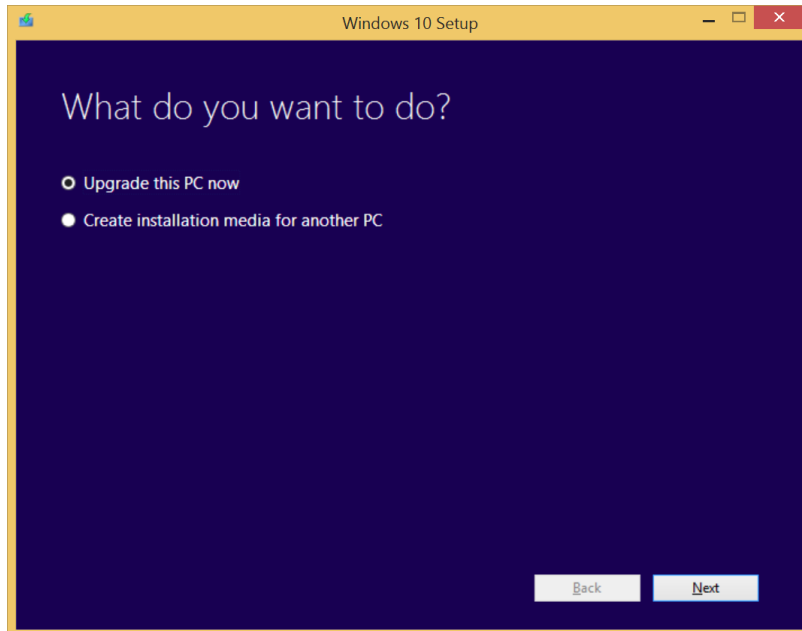 Windows 10 Setup
What do you want to do?
Upgrade this PC now
Create installation media for another PC
Back Next